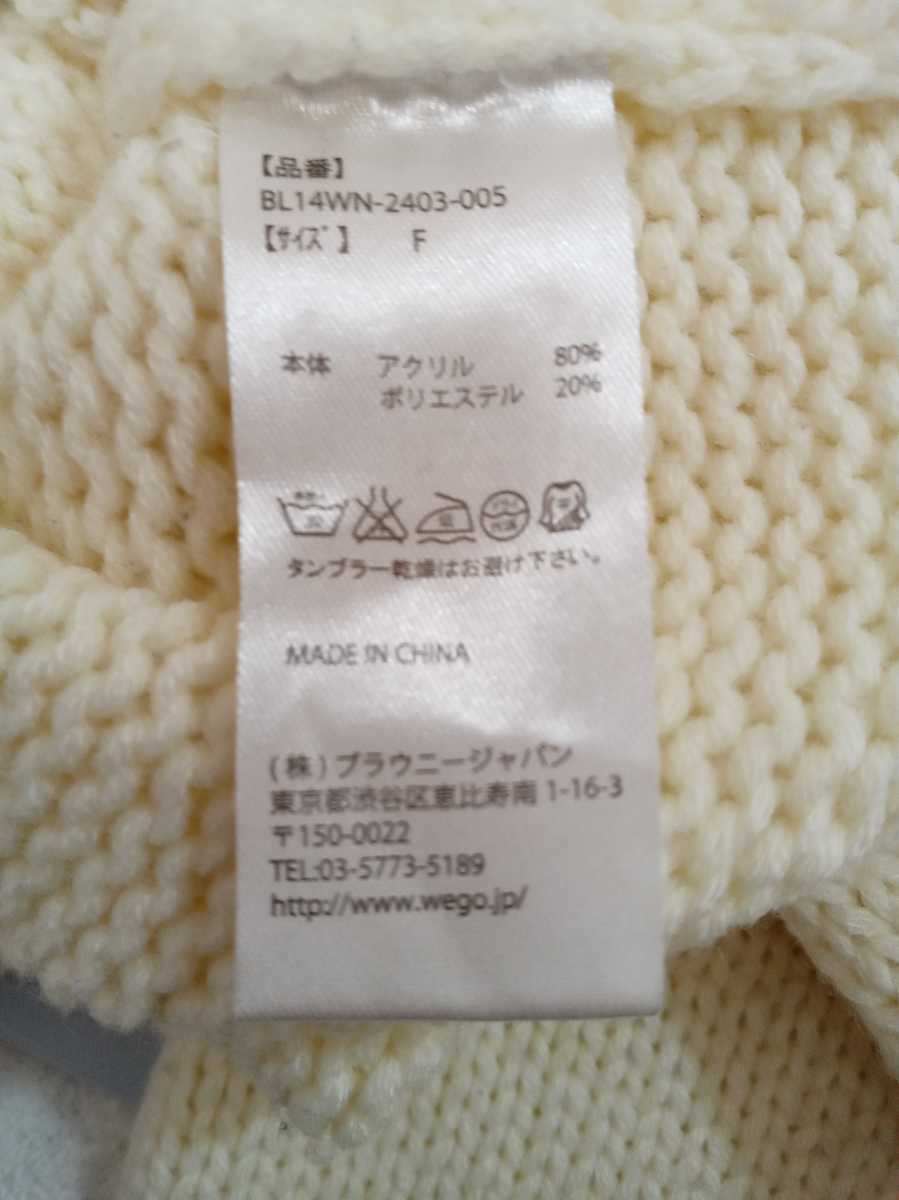 【品番】
BL14WN-2403-005
【ｻｲｽﾞ】 F
本体 アクリル 80%
ポリエステル 20%
タンブラー乾燥はお避け下さい。
MADE IN CHINA
(株)ブラウニージャパン
東京都渋谷区恵比寿南1-16-3
〒150-0022
TEL:03-5773-5189
http://www.wego.jp/